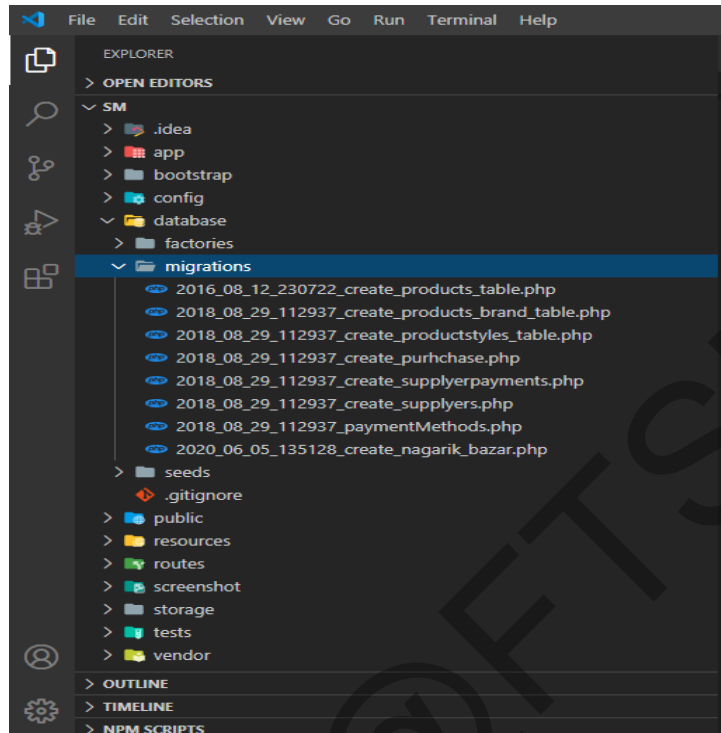 File Edit Selection View Go Run Terminal Help
EXPLORER
OPEN EDITORS
SM
.idea
app
bootstrap
config
database
factories
migrations
2016_08_12_230722_create_products_table.php
2018_08_29_112937_create_products_brand_table.php
2018_08_29_112937_create_productstyles_table.php
2018_08_29_112937_create_purhchase.php
2018_08_29_112937_create_supplyerpayments.php
2018_08_29_112937_create_supplyers.php
2018_08_29_112937_paymentMethods.php
2020_06_05_135128_create_nagarik_bazar.php
seeds
.gitignore
public
resources
routes
screenshot
storage
tests
vendor
OUTLINE
TIMELINE
NPM SCRIPTS